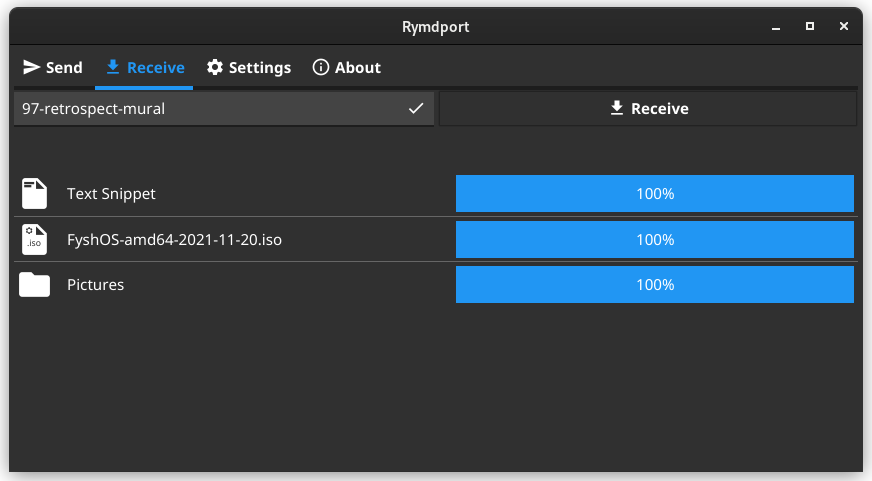 Rymdport
Send Receive Settings About
97-retrospect-mural Receive
Text Snippet 100%
.iso FyshOS-amd64-2021-11-20.iso 100%
Pictures 100%